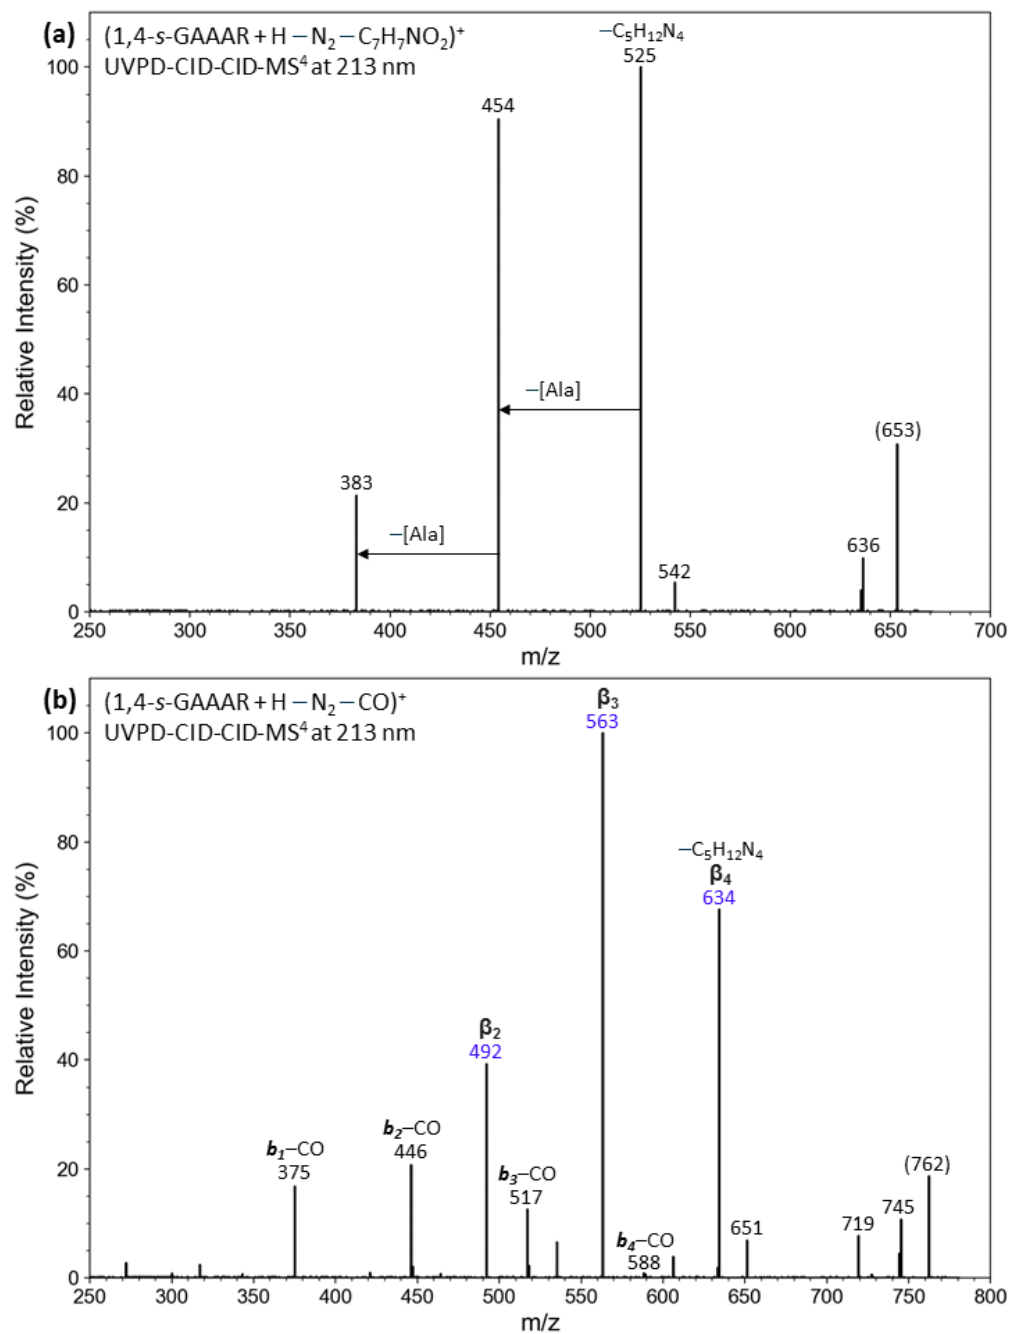 (a) (1,4-s-GAAAR + H −N₂−C₇H₇NO₂)⁺
UVPD-CID-CID-MS⁴ at 213 nm
−C₅H₁₂N₄
525
454
−[Ala]
383
−[Ala]
542
636
(653)
Relative Intensity (%)
100
80
60
40
20
0
250 300 350 400 450 500 550 600 650 700
m/z
(b) (1,4-s-GAAAR + H −N₂−CO)⁺
UVPD-CID-CID-MS⁴ at 213 nm
β₃
563
−C₅H₁₂N₄
β₄
634
β₂
492
b₁−CO
375
b₂−CO
446
b₃−CO
517
b₄−CO
588
651
719
745
(762)
Relative Intensity (%)
100
80
60
40
20
0
250 300 350 400 450 500 550 600 650 700 750 800
m/z